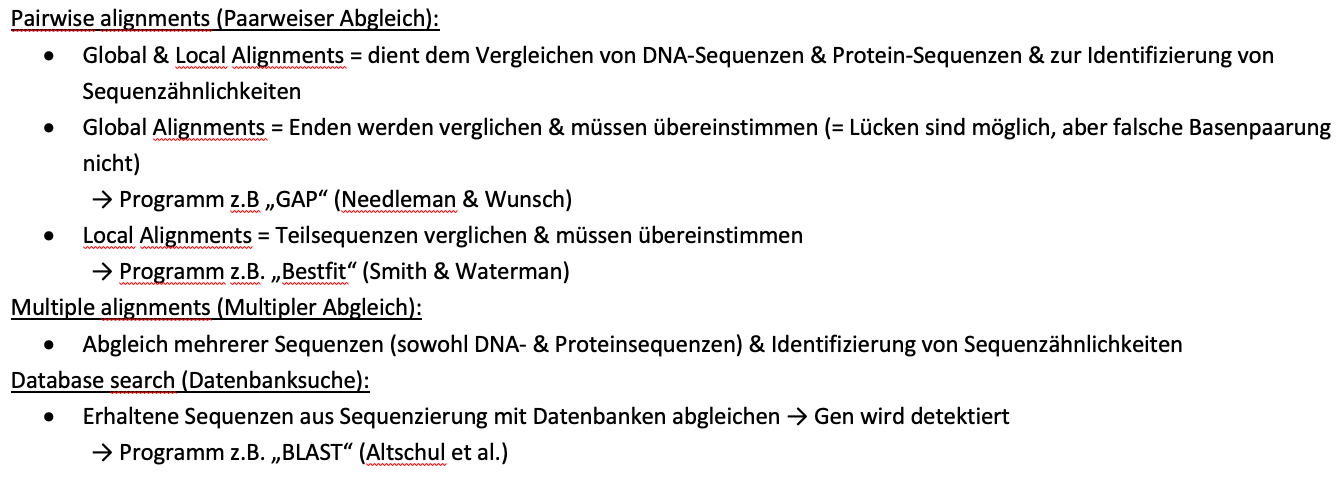 Pairwise alignments (Paarweiser Abgleich):
• Global & Local Alignments = dient dem Vergleichen von DNA-Sequenzen & Protein-Sequenzen & zur Identifizierung von
Sequenzähnlichkeiten
• Global Alignments = Enden werden verglichen & müssen übereinstimmen (= Lücken sind möglich, aber falsche Basenpaarung
nicht)
→ Programm z.B „GAP“ (Needleman & Wunsch)
• Local Alignments = Teilsequenzen verglichen & müssen übereinstimmen
→ Programm z.B. „Bestfit“ (Smith & Waterman)
Multiple alignments (Multipler Abgleich):
• Abgleich mehrerer Sequenzen (sowohl DNA- & Proteinsequenzen) & Identifizierung von Sequenzähnlichkeiten
Database search (Datenbanksuche):
• Erhaltene Sequenzen aus Sequenzierung mit Datenbanken abgleichen → Gen wird detektiert
→ Programm z.B. „BLAST“ (Altschul et al.)